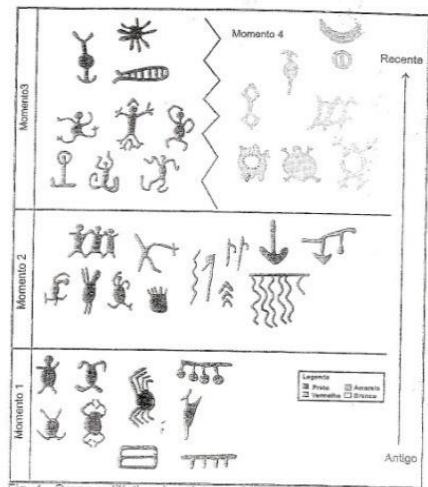 Momento3
Momento 4
Recente
Momento 2
Momento 1
Legenda
Preto Amarelo
Vermelho Branco
Antigo